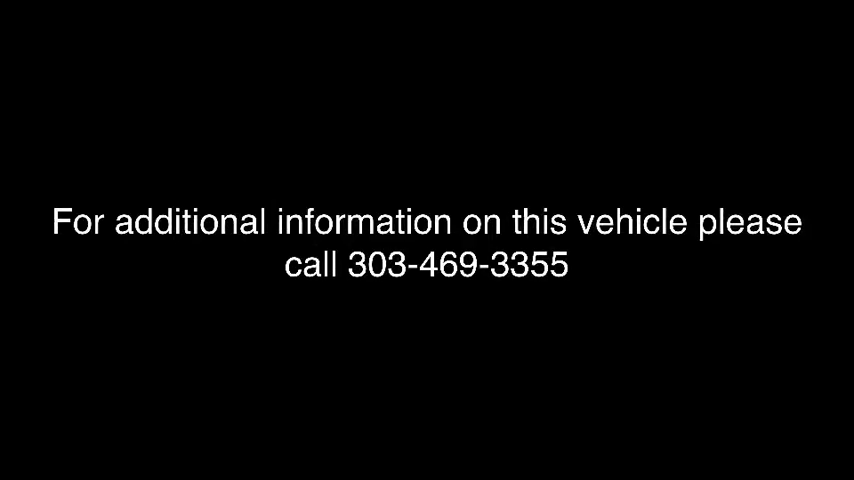 For additional information on this vehicle please
call 303-469-3355